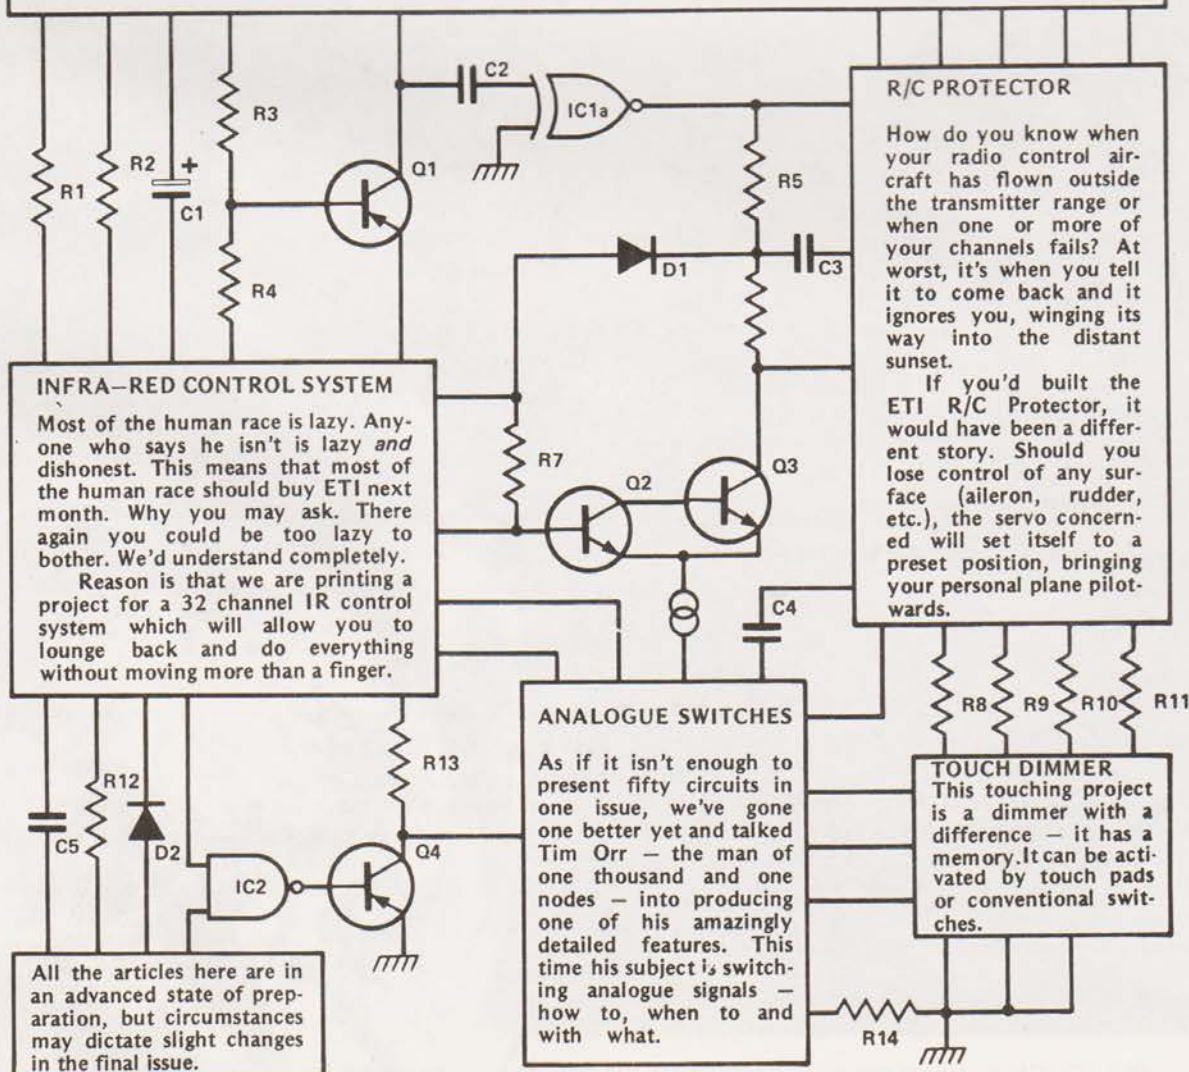 R1
R2
+
C1
R3
R4
Q1
C2
IC1a
R5
D1
C3
R7
Q2
Q3
C4
R/C PROTECTOR
How do you know when
your radio control air-
craft has flown outside
the transmitter range or
when one or more of
your channels fails? At
worst, it's when you tell
it to come back and it
ignores you, winging its
way into the distant
sunset.
If you'd built the
ETI R/C Protector, it
would have been a differ-
ent story. Should you
lose control of any sur-
face (aileron, rudder,
etc.), the servo concern-
ed will set itself to a
preset position, bringing
your personal plane pilot-
wards.
INFRA-RED CONTROL SYSTEM
Most of the human race is lazy. Any-
one who says he isn't is lazy and
dishonest. This means that most of
the human race should buy ETI next
month. Why you may ask. There
again you could be too lazy to
bother. We'd understand completely.
Reason is that we are printing a
project for a 32 channel IR control
system which will allow you to
lounge back and do everything
without moving more than a finger.
R8
R9
R10
R11
C5
R12
D2
IC2
R13
Q4
ANALOGUE SWITCHES
As if it isn't enough to
present fifty circuits in
one issue, we've gone
one better yet and talked
Tim Orr — the man of
one thousand and one
nodes — into producing
one of his amazingly
detailed features. This
time his subject is switch-
ing analogue signals —
how to, when to and
with what.
TOUCH DIMMER
This touching project
is a dimmer with a
difference — it has a
memory.It can be acti-
vated by touch pads
or conventional swit-
ches.
R14
All the articles here are in
an advanced state of prep-
aration, but circumstances
may dictate slight changes
in the final issue.